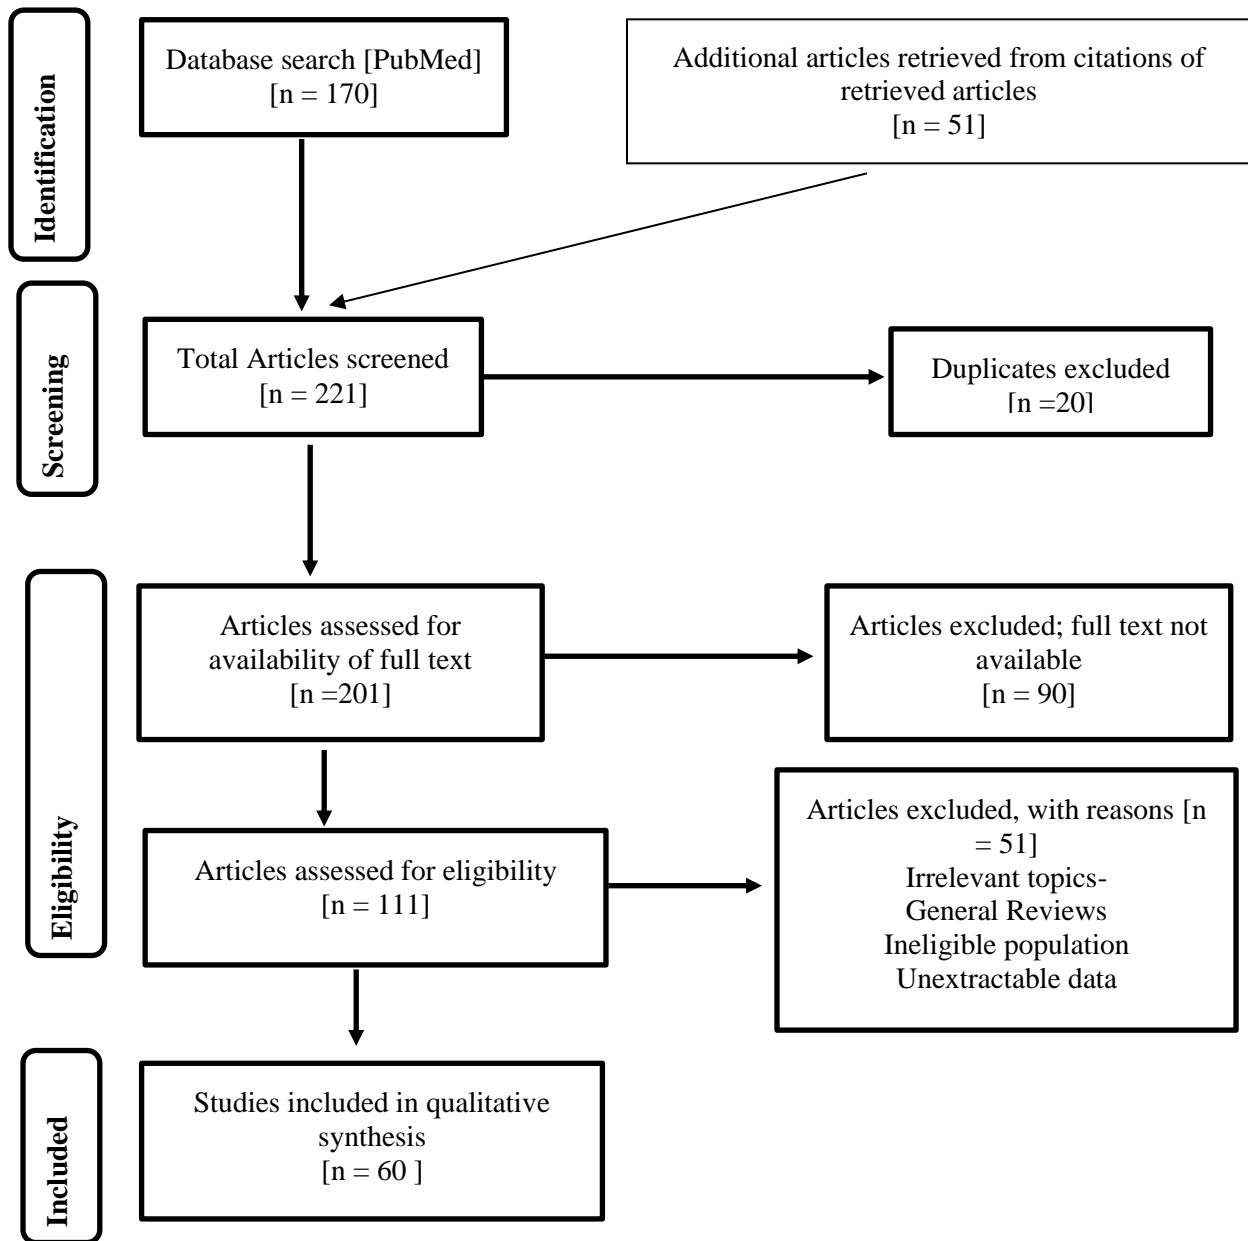 Identification
Database search [PubMed]
[n = 170]
Additional articles retrieved from citations of
retrieved articles
[n = 51]
Screening
Total Articles screened
[n = 221]
Duplicates excluded
[n =20]
Eligibility
Articles assessed for
availability of full text
[n =201]
Articles excluded; full text not
available
[n = 90]
Articles assessed for eligibility
[n = 111]
Articles excluded, with reasons [n
= 51]
Irrelevant topics-
General Reviews
Ineligible population
Unextractable data
Included
Studies included in qualitative
synthesis
[n = 60 ]